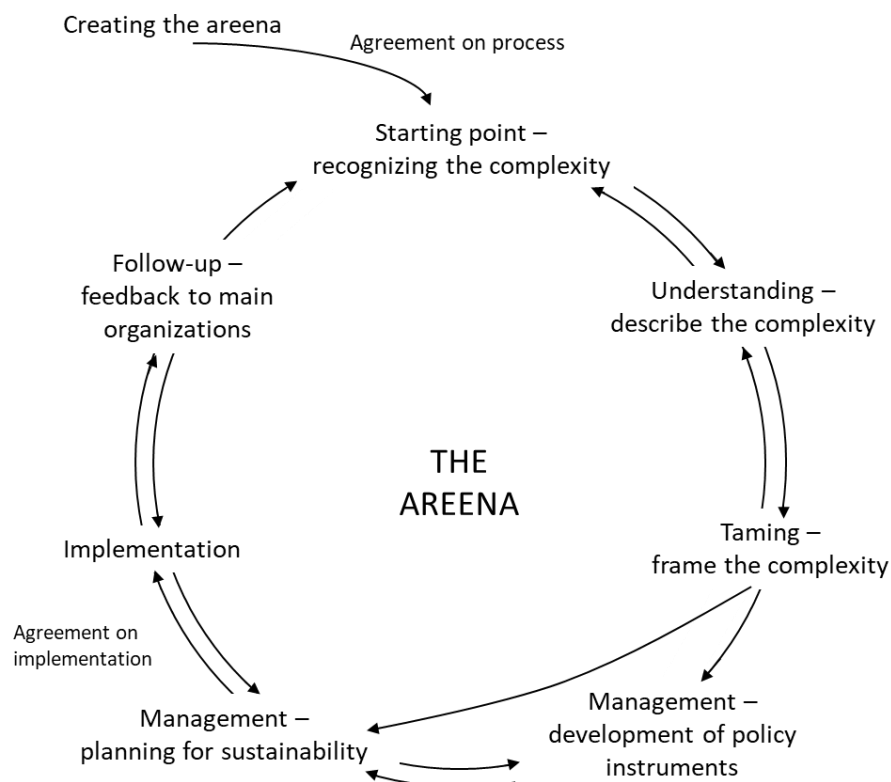 Creating the areena
Agreement on process
Starting point –
recognizing the complexity
Understanding –
describe the complexity
Taming –
frame the complexity
Management –
development of policy
instruments
Management –
planning for sustainability
Agreement on
implementation
Implementation
Follow-up –
feedback to main
organizations
THE
AREENA